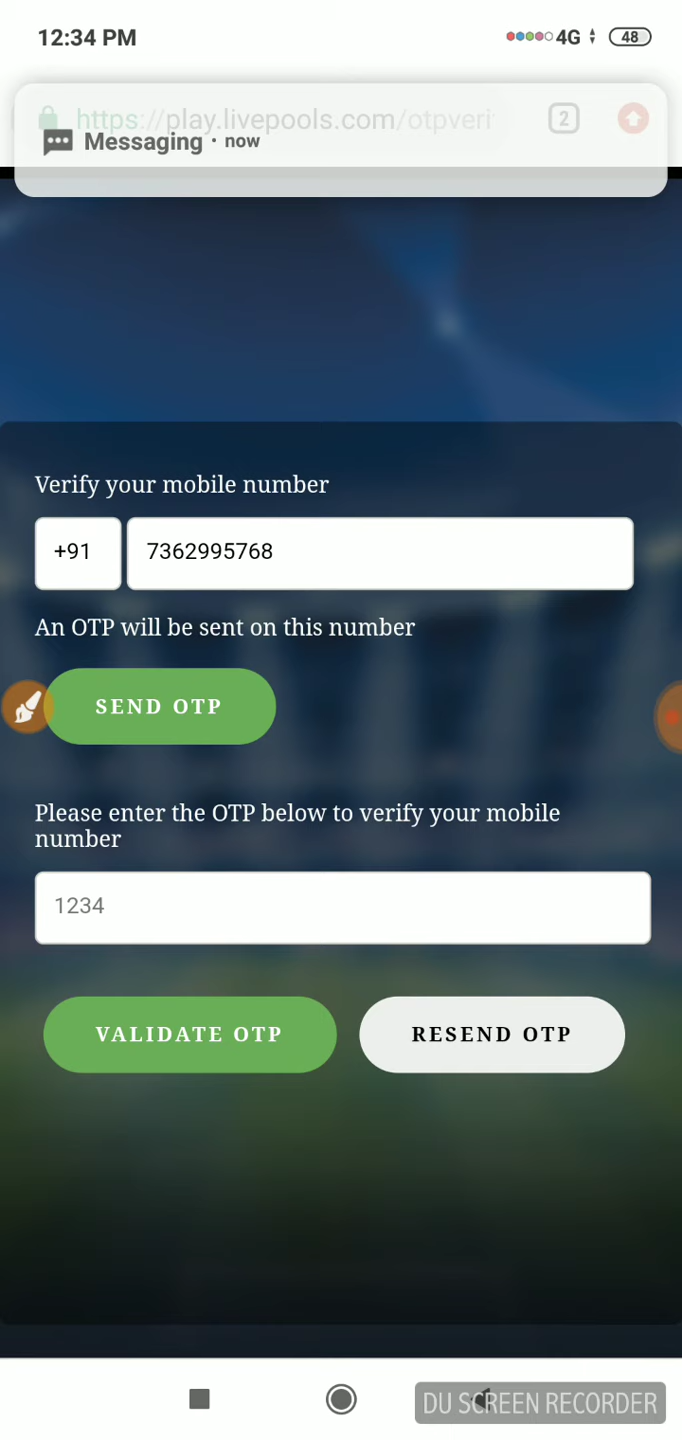 12:34 PM
4G 48
https://play.livepools.com/otpveri 2
Messaging · now
Verify your mobile number
+91 7362995768
An OTP will be sent on this number
SEND OTP
Please enter the OTP below to verify your mobile
number
1234
VALIDATE OTP RESEND OTP
DU SCREEN RECORDER